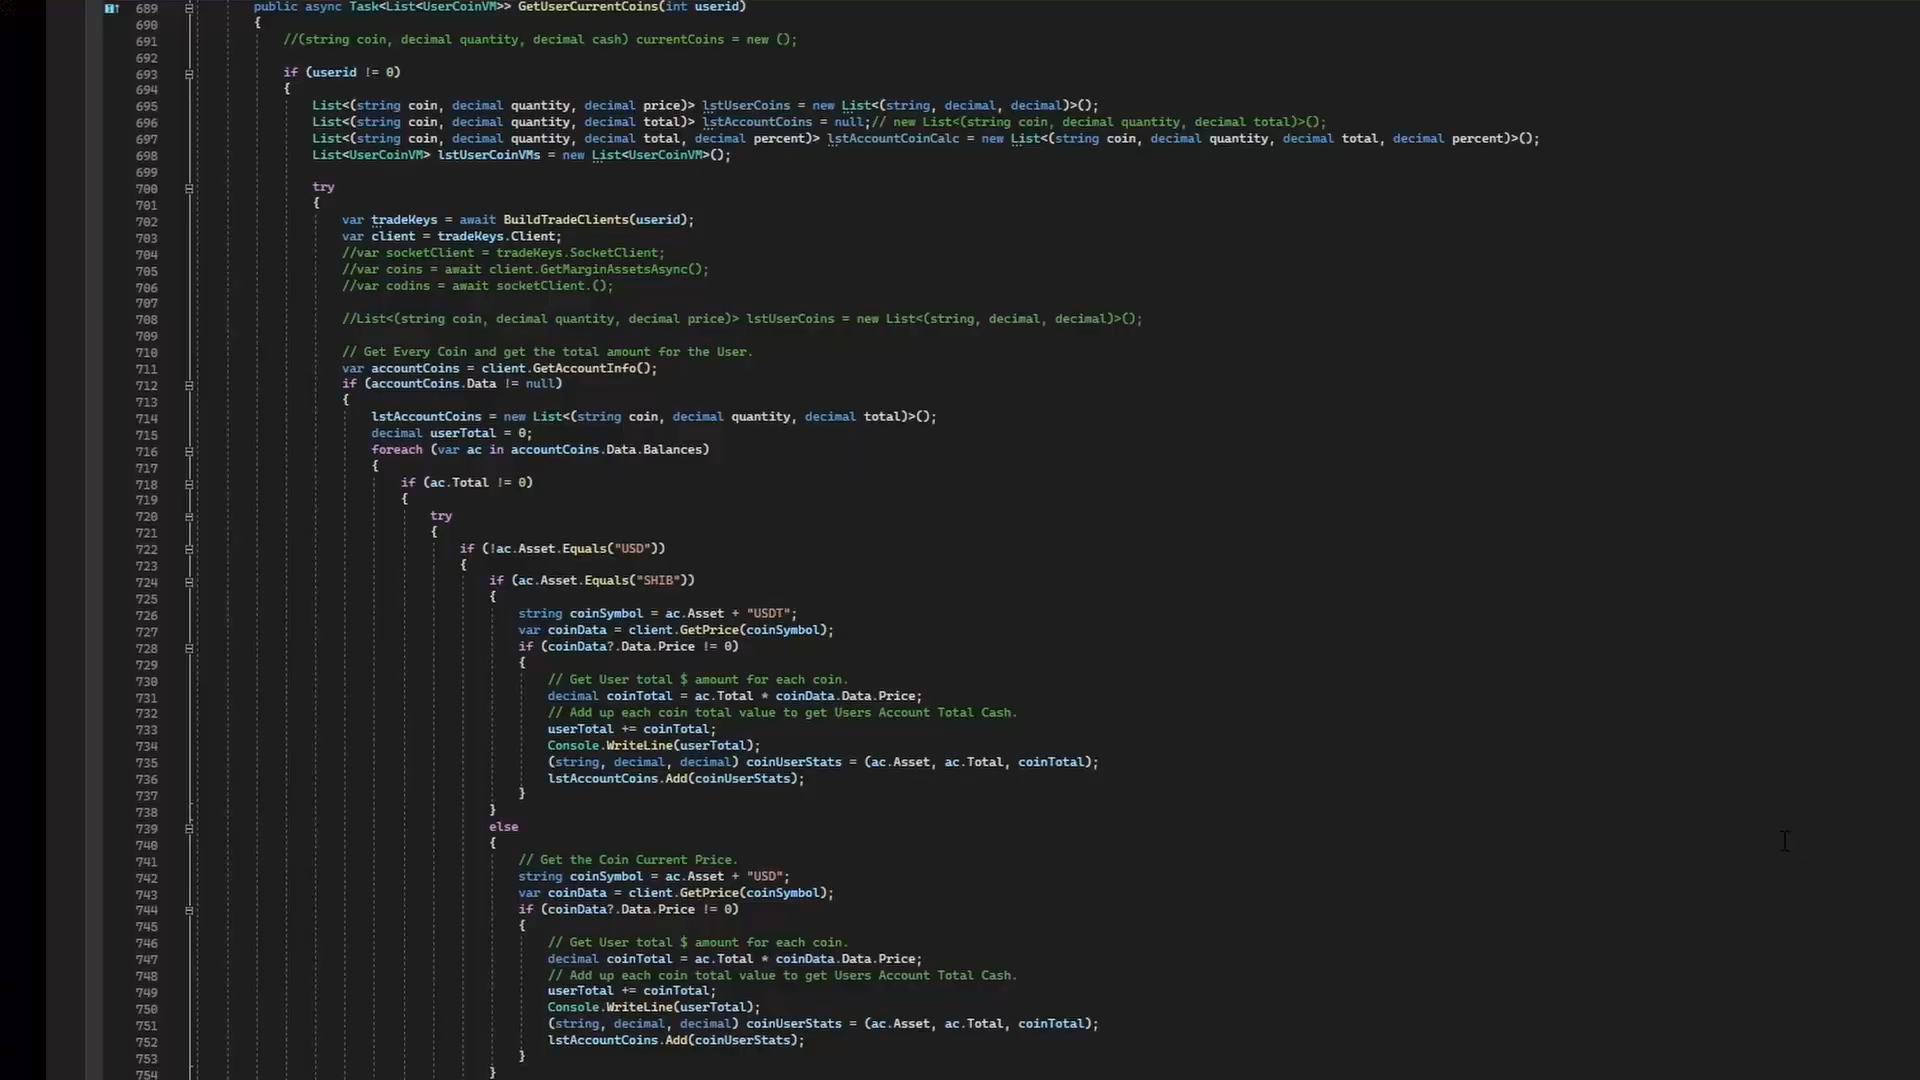 689 public async Task<List<UserCoinVM>> GetUserCurrentCoins(int userid)
690 {
691 //(string coin, decimal quantity, decimal cash) currentCoins = new ();
692
693 if (userid != 0)
694 {
695 List<(string coin, decimal quantity, decimal price)> lstUserCoins = new List<(string, decimal, decimal)>();
696 List<(string coin, decimal quantity, decimal total)> lstAccountCoins = null;// new List<(string coin, decimal quantity, decimal total)>();
697 List<(string coin, decimal quantity, decimal total, decimal percent)> lstAccountCoinCalc = new List<(string coin, decimal quantity, decimal total, decimal percent)>();
698 List<UserCoinVM> lstUserCoinVMs = new List<UserCoinVM>();
699
700 try
701 {
702 var tradeKeys = await BuildTradeClients(userid);
703 var client = tradeKeys.Client;
704 //var socketClient = tradeKeys.SocketClient;
705 //var coins = await client.GetMarginAssetsAsync();
706 //var codins = await socketClient.();
707
708 //List<(string coin, decimal quantity, decimal price)> lstUserCoins = new List<(string, decimal, decimal)>();
709
710 // Get Every Coin and get the total amount for the User.
711 var accountCoins = client.GetAccountInfo();
712 if (accountCoins.Data != null)
713 {
714 lstAccountCoins = new List<(string coin, decimal quantity, decimal total)>();
715 decimal userTotal = 0;
716 foreach (var ac in accountCoins.Data.Balances)
717 {
718 if (ac.Total != 0)
719 {
720 try
721 {
722 if (!ac.Asset.Equals("USD"))
723 {
724 if (ac.Asset.Equals("SHIB"))
725 {
726 string coinSymbol = ac.Asset + "USDT";
727 var coinData = client.GetPrice(coinSymbol);
728 if (coinData?.Data.Price != 0)
729 {
730 // Get User total $ amount for each coin.
731 decimal coinTotal = ac.Total * coinData.Data.Price;
732 // Add up each coin total value to get Users Account Total Cash.
733 userTotal += coinTotal;
734 Console.WriteLine(userTotal);
735 (string, decimal, decimal) coinUserStats = (ac.Asset, ac.Total, coinTotal);
736 lstAccountCoins.Add(coinUserStats);
737 }
738 }
739 else
740 {
741 // Get the Coin Current Price.
742 string coinSymbol = ac.Asset + "USD";
743 var coinData = client.GetPrice(coinSymbol);
744 if (coinData?.Data.Price != 0)
745 {
746 // Get User total $ amount for each coin.
747 decimal coinTotal = ac.Total * coinData.Data.Price;
748 // Add up each coin total value to get Users Account Total Cash.
749 userTotal += coinTotal;
750 Console.WriteLine(userTotal);
751 (string, decimal, decimal) coinUserStats = (ac.Asset, ac.Total, coinTotal);
752 lstAccountCoins.Add(coinUserStats);
753 }
754 }